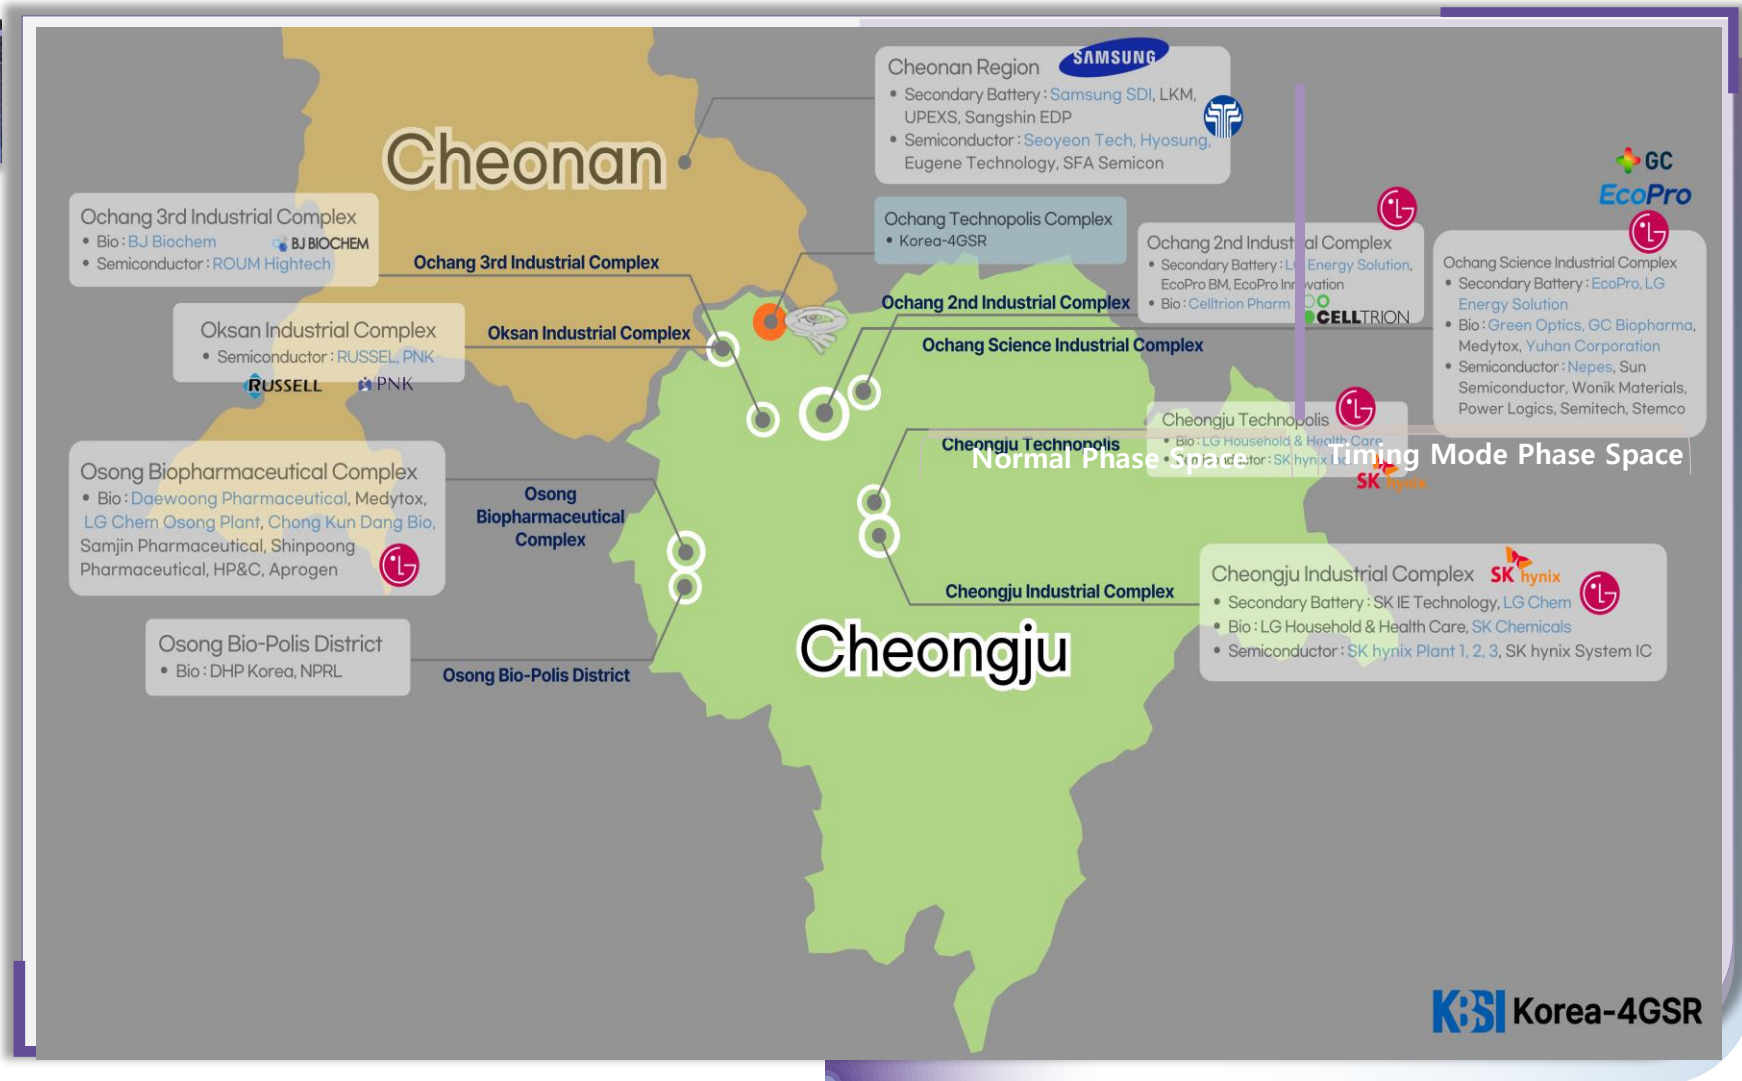 SAMSUNG
Cheonan Region
• Secondary Battery : Samsung SDI, LKM,
UPEXS, Sangshin EDP
• Semiconductor : Seoyeon Tech, Hyosung,
Eugene Technology, SFA Semicon
Cheonan
GC
EcoPro
Ochang 3rd Industrial Complex
• Bio : BJ Biochem
BJ BIOCHEM
• Semiconductor : ROUM Hightech
Ochang 3rd Industrial Complex
Ochang Technopolis Complex
• Korea-4GSR
Ochang 2nd Industrial Complex
• Secondary Battery : LG Energy Solution,
EcoPro BM, EcoPro Innovation
• Bio : Celltrion Pharm
CELLTRION
Ochang 2nd Industrial Complex
Ochang Science Industrial Complex
• Secondary Battery : EcoPro, LG
Energy Solution
• Bio : Green Optics, GC Biopharma,
Medytox, Yuhan Corporation
• Semiconductor : Nepes, Sun
Semiconductor, Wonik Materials,
Power Logics, Semitech, Stemco
Ochang Science Industrial Complex
Oksan Industrial Complex
• Semiconductor : RUSSEL, PNK
RUSSELL
PNK
Oksan Industrial Complex
Cheongju Technopolis
• Bio : LG Household & Health Care
• Semiconductor : SK hynix Inc
SK hynix
Cheongju Technopolis
Normal Phase Space
Timing Mode Phase Space
Osong Biopharmaceutical Complex
• Bio : Daewoong Pharmaceutical, Medytox,
LG Chem Osong Plant, Chong Kun Dang Bio,
Samjin Pharmaceutical, Shinpoong
Pharmaceutical, HP&C, Aprogen
Osong
Biopharmaceutical
Complex
Cheongju Industrial Complex
SK hynix
• Secondary Battery : SK IE Technology, LG Chem
• Bio : LG Household & Health Care, SK Chemicals
• Semiconductor : SK hynix Plant 1, 2, 3, SK hynix System IC
Cheongju Industrial Complex
Cheongju
Osong Bio-Polis District
• Bio : DHP Korea, NPRL
Osong Bio-Polis District
KBSI Korea-4GSR